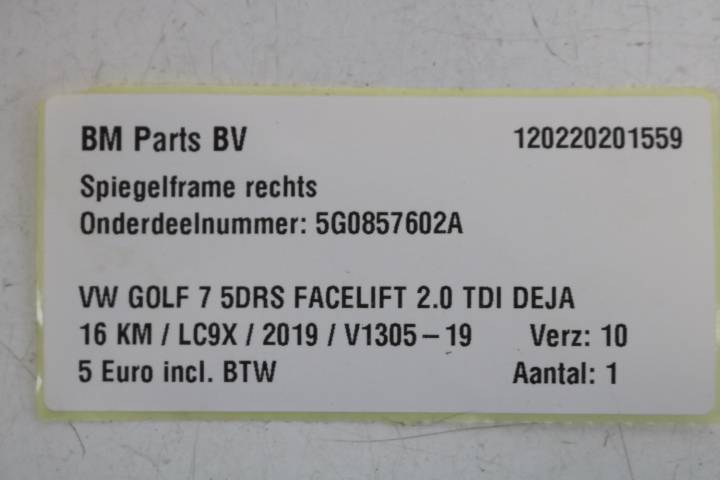 BM Parts BV 120220201559
Spiegelframe rechts
Onderdeelnummer: 5G0857602A
VW GOLF 7 5DRS FACELIFT 2.0 TDI DEJA
16 KM / LC9X / 2019 / V1305-19 Verz: 10
5 Euro incl. BTW Aantal: 1